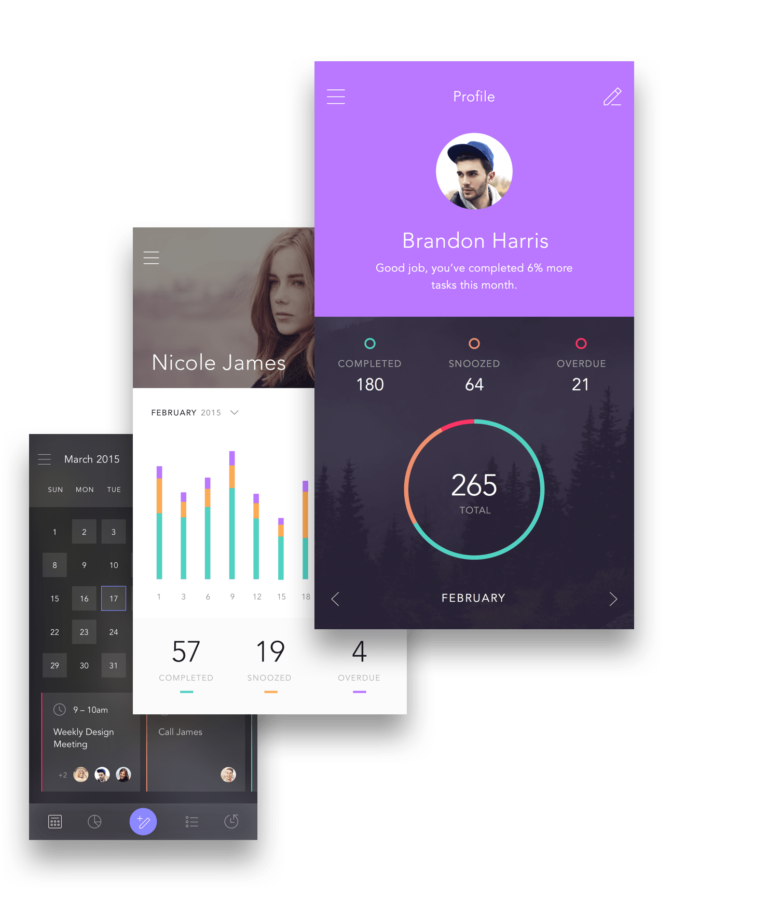 Profile
Brandon Harris
Good job, you've completed 6% more
tasks this month.
COMPLETED SNOOZED OVERDUE
180 64 21
265
TOTAL
FEBRUARY
Nicole James
FEBRUARY 2015
1 3 6 9 12 15 18
57 19 4
COMPLETED SNOOZED OVERDUE
March 2015
SUN MON TUE
1 2 3
8 9 10
15 16 17
22 23 24
29 30 31
9 – 10am
Weekly Design
Meeting
Call James
+2